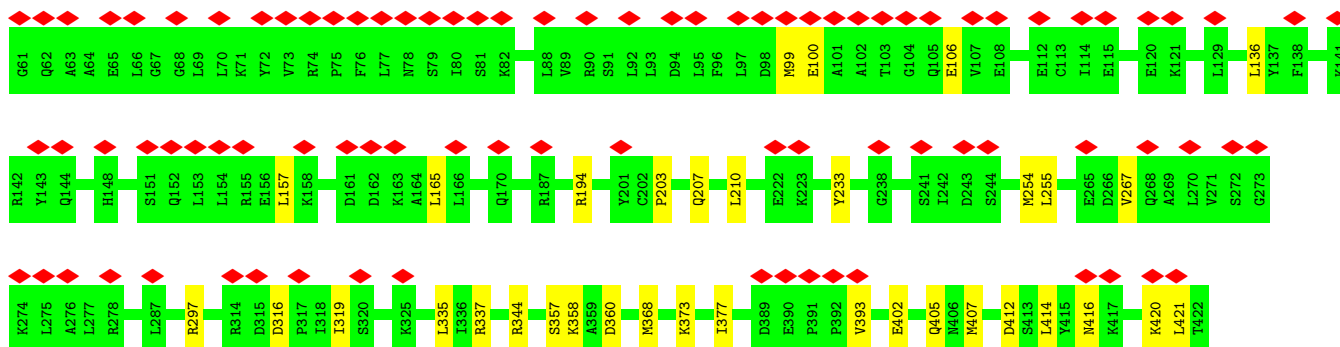 G61 Q62 A63 A64 E65 L66 G67 G68 L69 L70 K71 Y72 V73 R74 P75 F76 L77 N78 S79 I80 S81 K82 L88 V89 R90 S91 L92 L93 D94 L95 F96 L97 D98 M99 E100 A101 A102 T103 G104 Q105 E106 V107 E108 E112 C113 I114 E115 E120 K121 L129 L136 Y137 F138 K141
R142 Y143 Q144 H148 S151 Q152 L153 L154 R155 E156 L157 K158 D161 D162 K163 A164 L165 L166 Q170 R187 R194 Y201 C202 P203 Q207 L210 E222 K223 Y233 G238 S241 I242 D243 S244 M254 L255 E265 D266 V267 Q268 A269 L270 V271 S272 G273
K274 L275 A276 L277 R278 L287 R297 R314 D315 D316 P317 I318 I319 S320 K325 L335 I336 R337 R344 S357 K358 A359 D360 M368 K373 I377 D389 E390 P391 P392 V393 E402 Q405 N406 M407 D412 S413 L414 Y415 N416 K417 K420 L421 T422